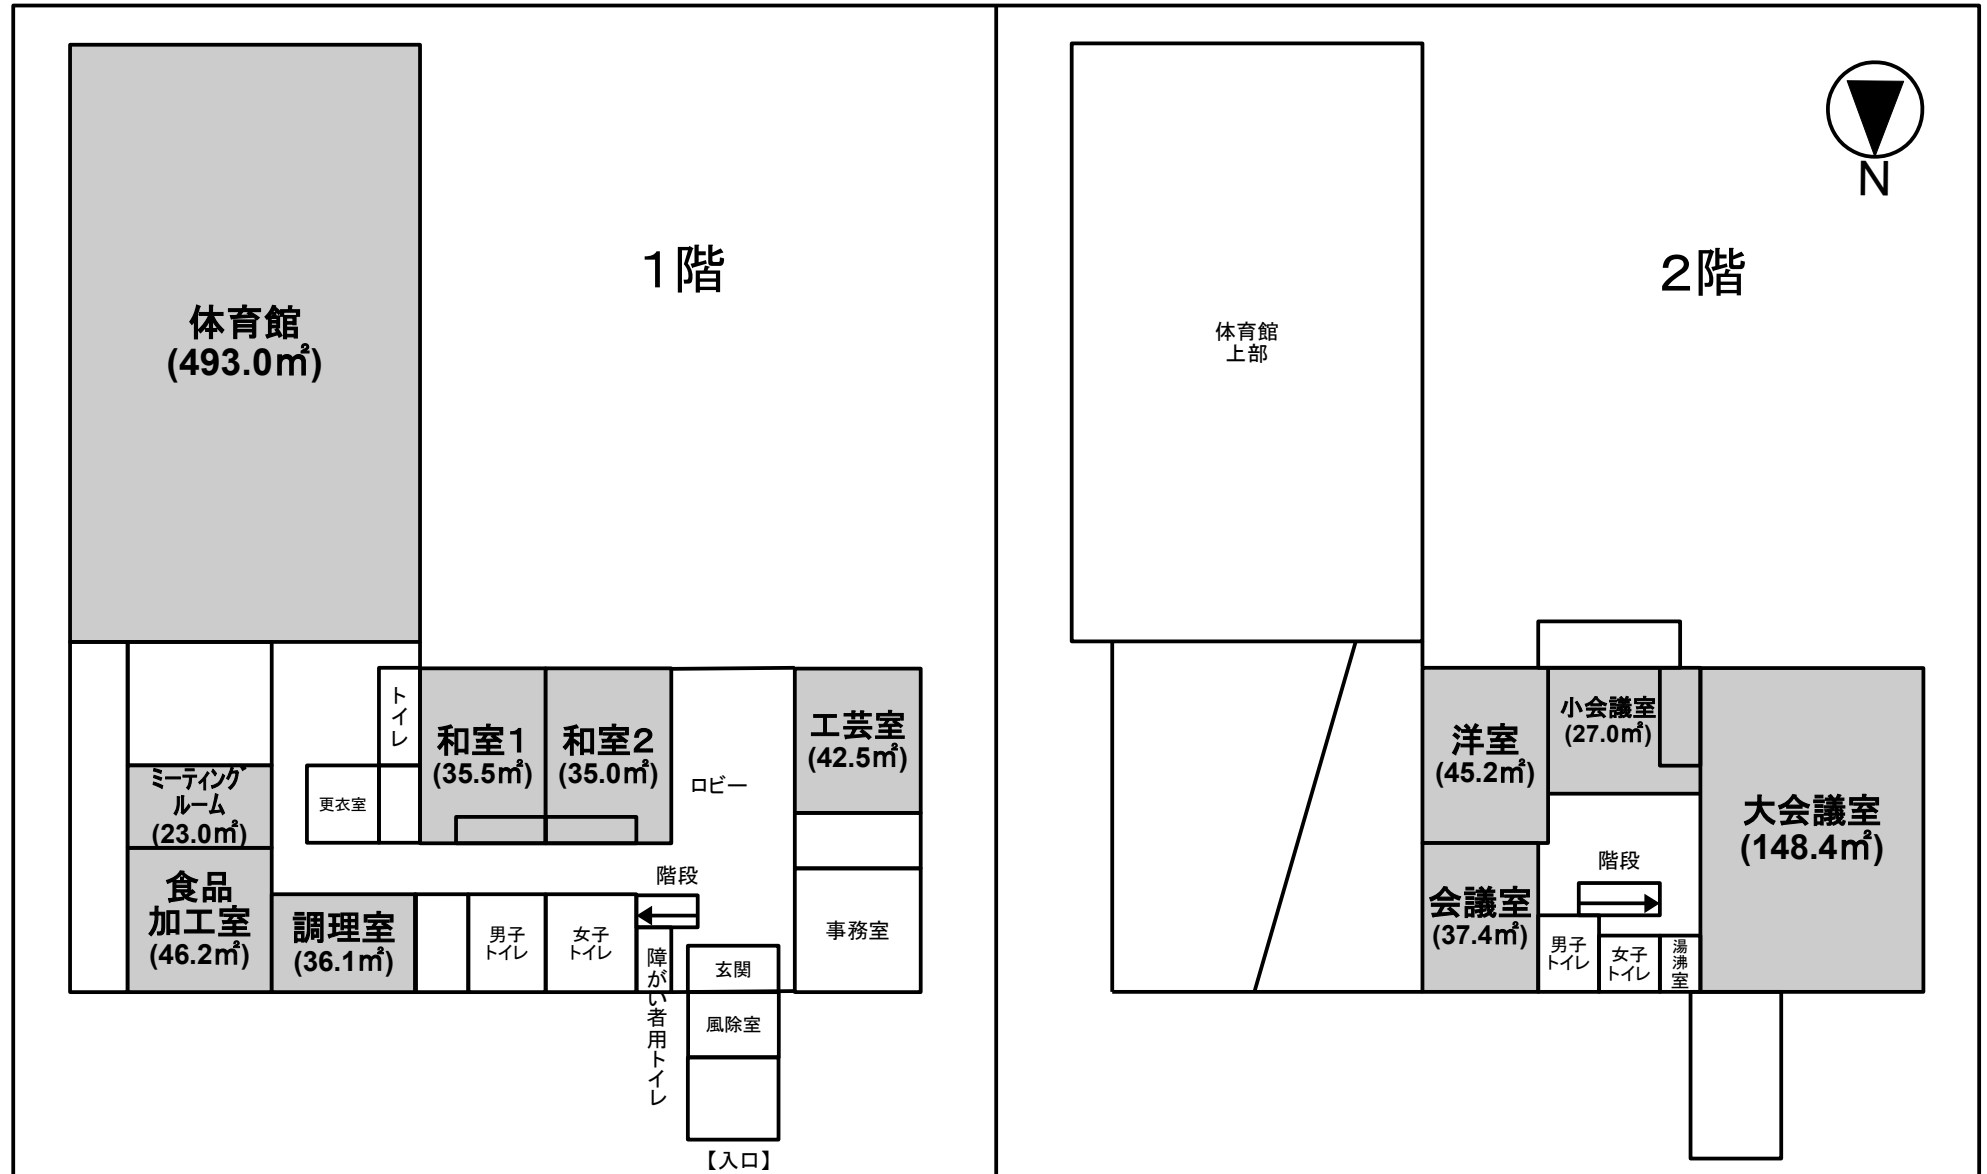 1階
体育館
(493.0㎡)
トイレ
和室1
(35.5㎡)
和室2
(35.0㎡)
ロビー
工芸室
(42.5㎡)
ミーティング
ルーム
(23.0㎡)
更衣室
食品
加工室
(46.2㎡)
調理室
(36.1㎡)
男子
トイレ
女子
トイレ
階段
障がい者用トイレ
事務室
玄関
風除室
【入口】
N
2階
体育館
上部
洋室
(45.2㎡)
小会議室
(27.0㎡)
大会議室
(148.4㎡)
階段
会議室
(37.4㎡)
男子
トイレ
女子
トイレ
湯沸室